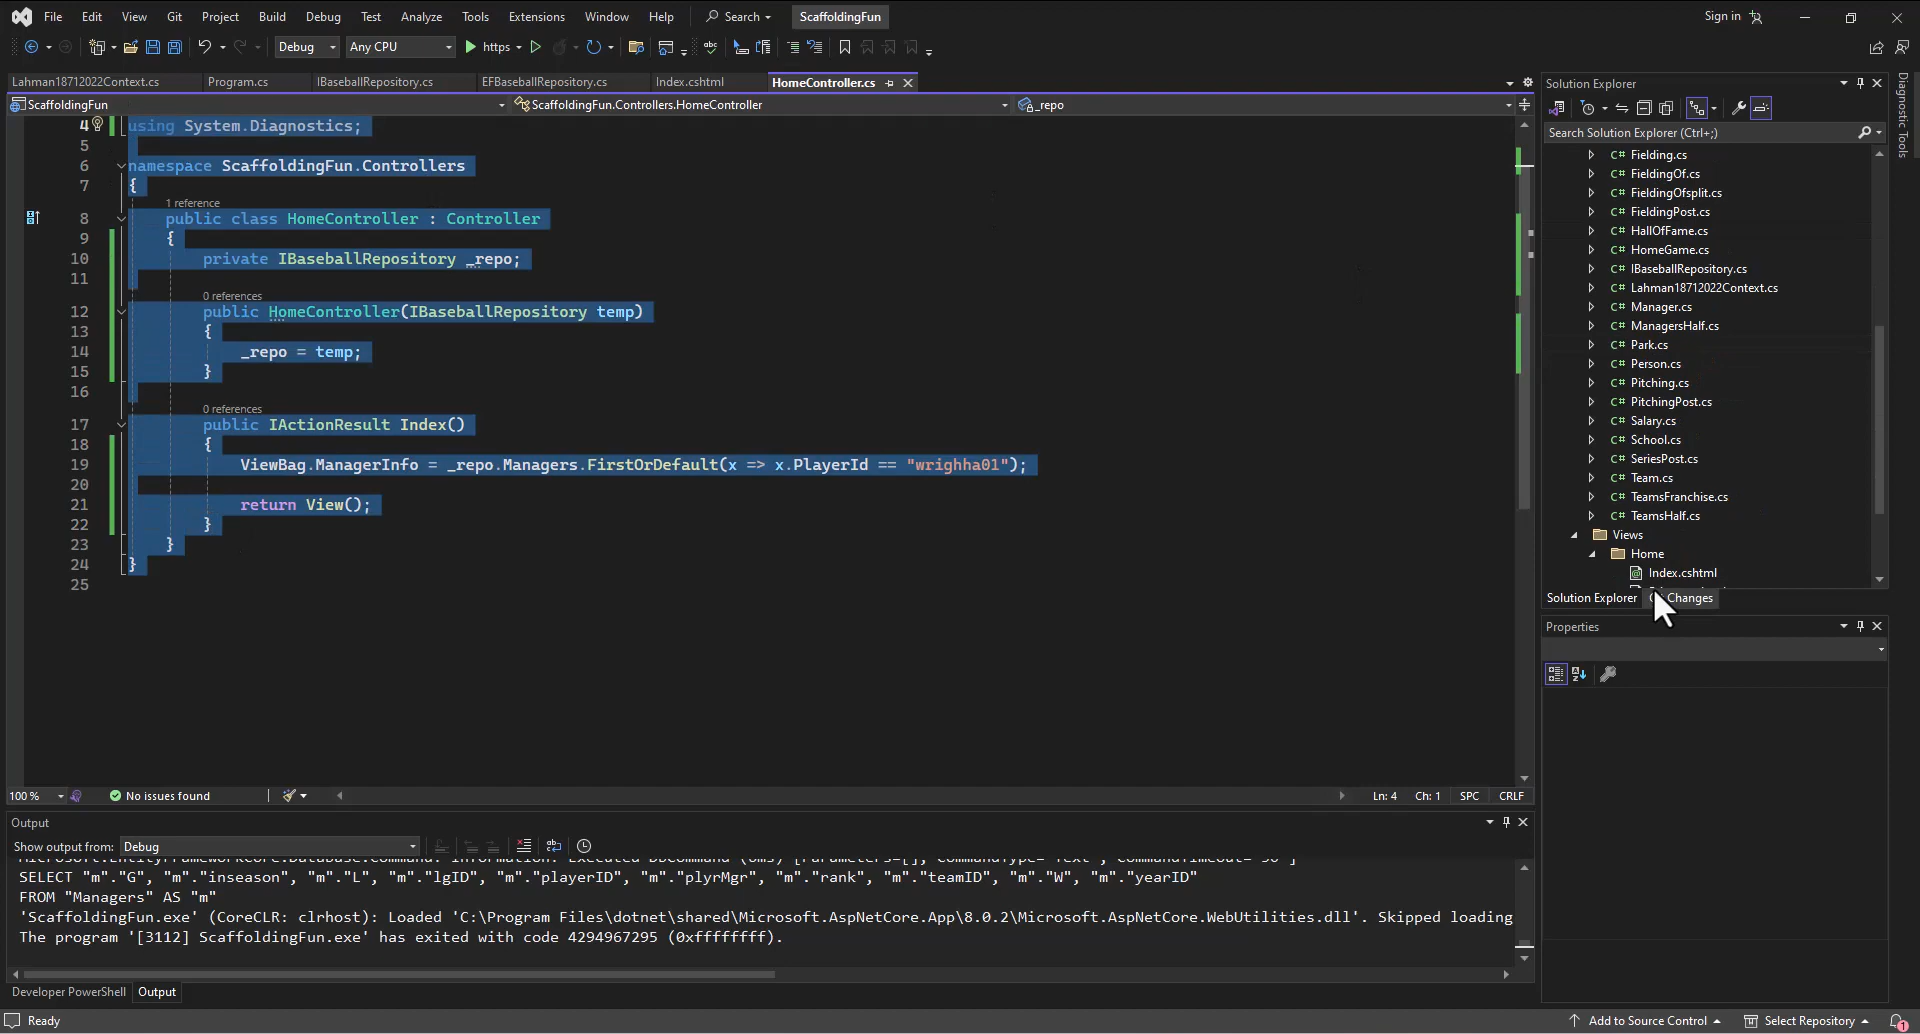 File Edit View Git Project Build Debug Test Analyze Tools Extensions Window Help Search ScaffoldingFun Sign in
Debug Any CPU https
Lahman18712022Context.cs Program.cs IBaseballRepository.cs EFBaseballRepository.cs Index.cshtml HomeController.cs
ScaffoldingFun ScaffoldingFun.Controllers.HomeController _repo
4 using System.Diagnostics;
5
6 namespace ScaffoldingFun.Controllers
7 {
1 reference
8 public class HomeController : Controller
9 {
10 private IBaseballRepository _repo;
11
0 references
12 public HomeController(IBaseballRepository temp)
13 {
14 _repo = temp;
15 }
16
0 references
17 public IActionResult Index()
18 {
19 ViewBag.ManagerInfo = _repo.Managers.FirstOrDefault(x => x.PlayerId == "wrighha01");
20
21 return View();
22 }
23 }
24 }
25
100 % No issues found Ln: 4 Ch: 1 SPC CRLF
Output
Show output from: Debug
SELECT "m"."G", "m"."inseason", "m"."L", "m"."lgID", "m"."playerID", "m"."plyrMgr", "m"."rank", "m"."teamID", "m"."W", "m"."yearID"
FROM "Managers" AS "m"
'ScaffoldingFun.exe' (CoreCLR: clrhost): Loaded 'C:\Program Files\dotnet\shared\Microsoft.AspNetCore.App\8.0.2\Microsoft.AspNetCore.WebUtilities.dll'. Skipped loading
The program '[3112] ScaffoldingFun.exe' has exited with code 4294967295 (0xffffffff).
Developer PowerShell Output
Ready
Solution Explorer
Search Solution Explorer (Ctrl+;)
C# Fielding.cs
C# FieldingOf.cs
C# FieldingOfsplit.cs
C# FieldingPost.cs
C# HallOfFame.cs
C# HomeGame.cs
C# IBaseballRepository.cs
C# Lahman18712022Context.cs
C# Manager.cs
C# ManagersHalf.cs
C# Park.cs
C# Person.cs
C# Pitching.cs
C# PitchingPost.cs
C# Salary.cs
C# School.cs
C# SeriesPost.cs
C# Team.cs
C# TeamsFranchise.cs
C# TeamsHalf.cs
Views
Home
Index.cshtml
Solution Explorer Changes
Properties
Add to Source Control Select Repository 1
Diagnostic Tools